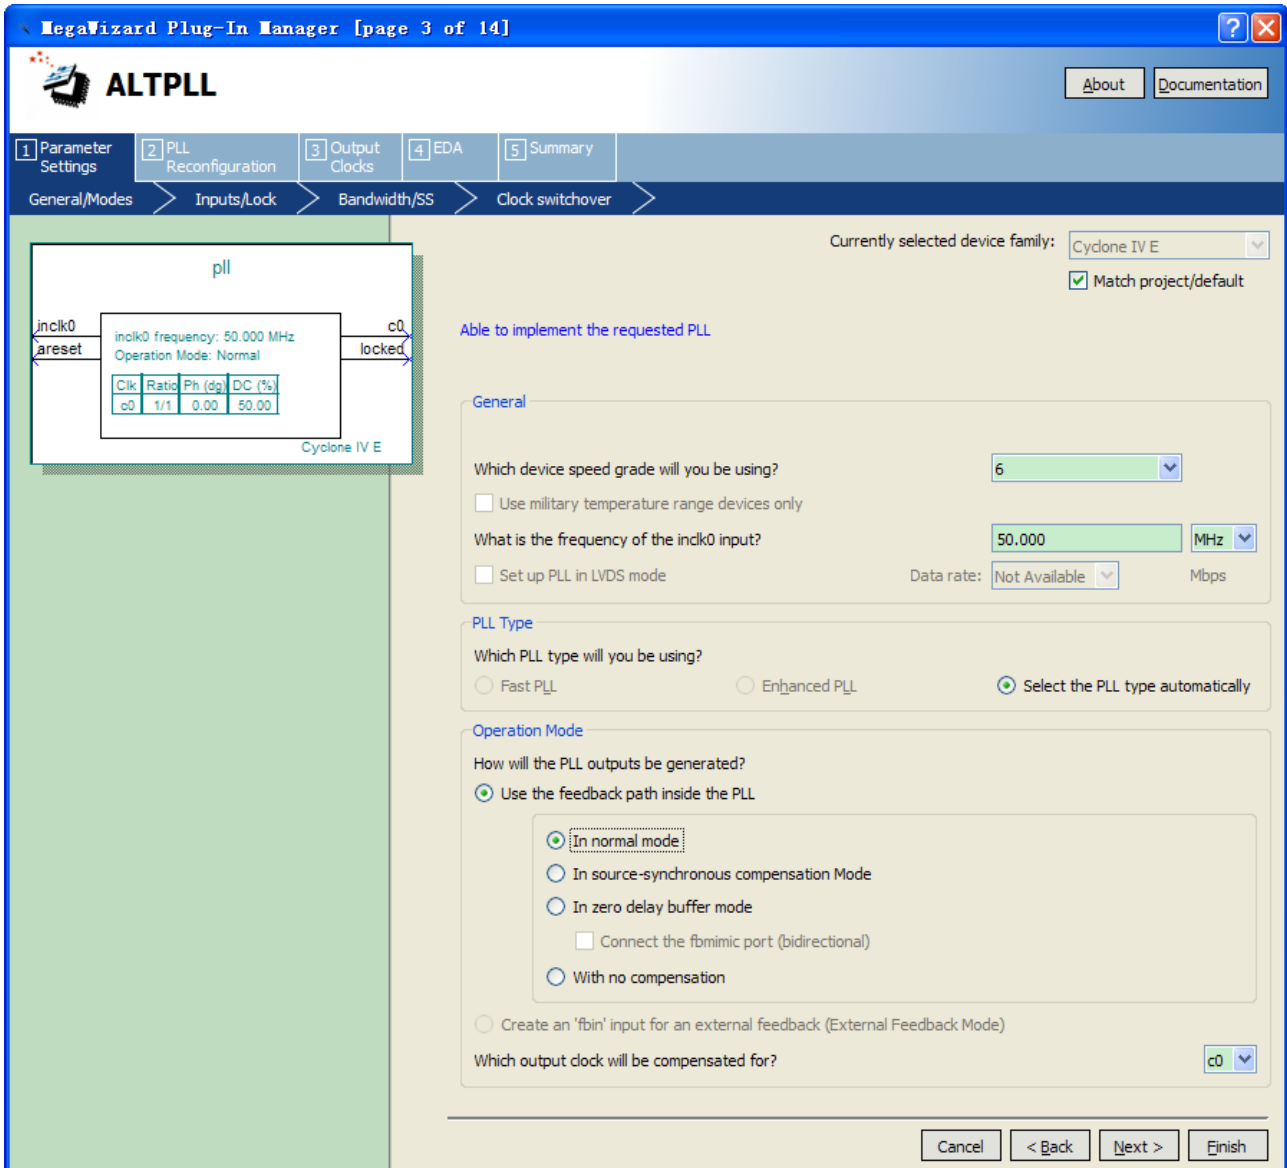 MegaWizard Plug-In Manager [page 3 of 14]
ALTPLL
About
Documentation
1 Parameter Settings
2 PLL Reconfiguration
3 Output Clocks
4 EDA
5 Summary
General/Modes
Inputs/Lock
Bandwidth/SS
Clock switchover
pll
inclk0
areset
c0
locked
inclk0 frequency: 50.000 MHz
Operation Mode: Normal
Clk Ratio Ph (dg) DC (%)
c0 1/1 0.00 50.00
Cyclone IV E
Currently selected device family: Cyclone IV E
Match project/default
Able to implement the requested PLL
General
Which device speed grade will you be using? 6
Use military temperature range devices only
What is the frequency of the inclk0 input? 50.000 MHz
Set up PLL in LVDS mode Data rate: Not Available Mbps
PLL Type
Which PLL type will you be using?
Fast PLL Enhanced PLL Select the PLL type automatically
Operation Mode
How will the PLL outputs be generated?
Use the feedback path inside the PLL
In normal mode
In source-synchronous compensation Mode
In zero delay buffer mode
Connect the fbmimic port (bidirectional)
With no compensation
Create an 'fbin' input for an external feedback (External Feedback Mode)
Which output clock will be compensated for? c0
Cancel < Back Next > Finish